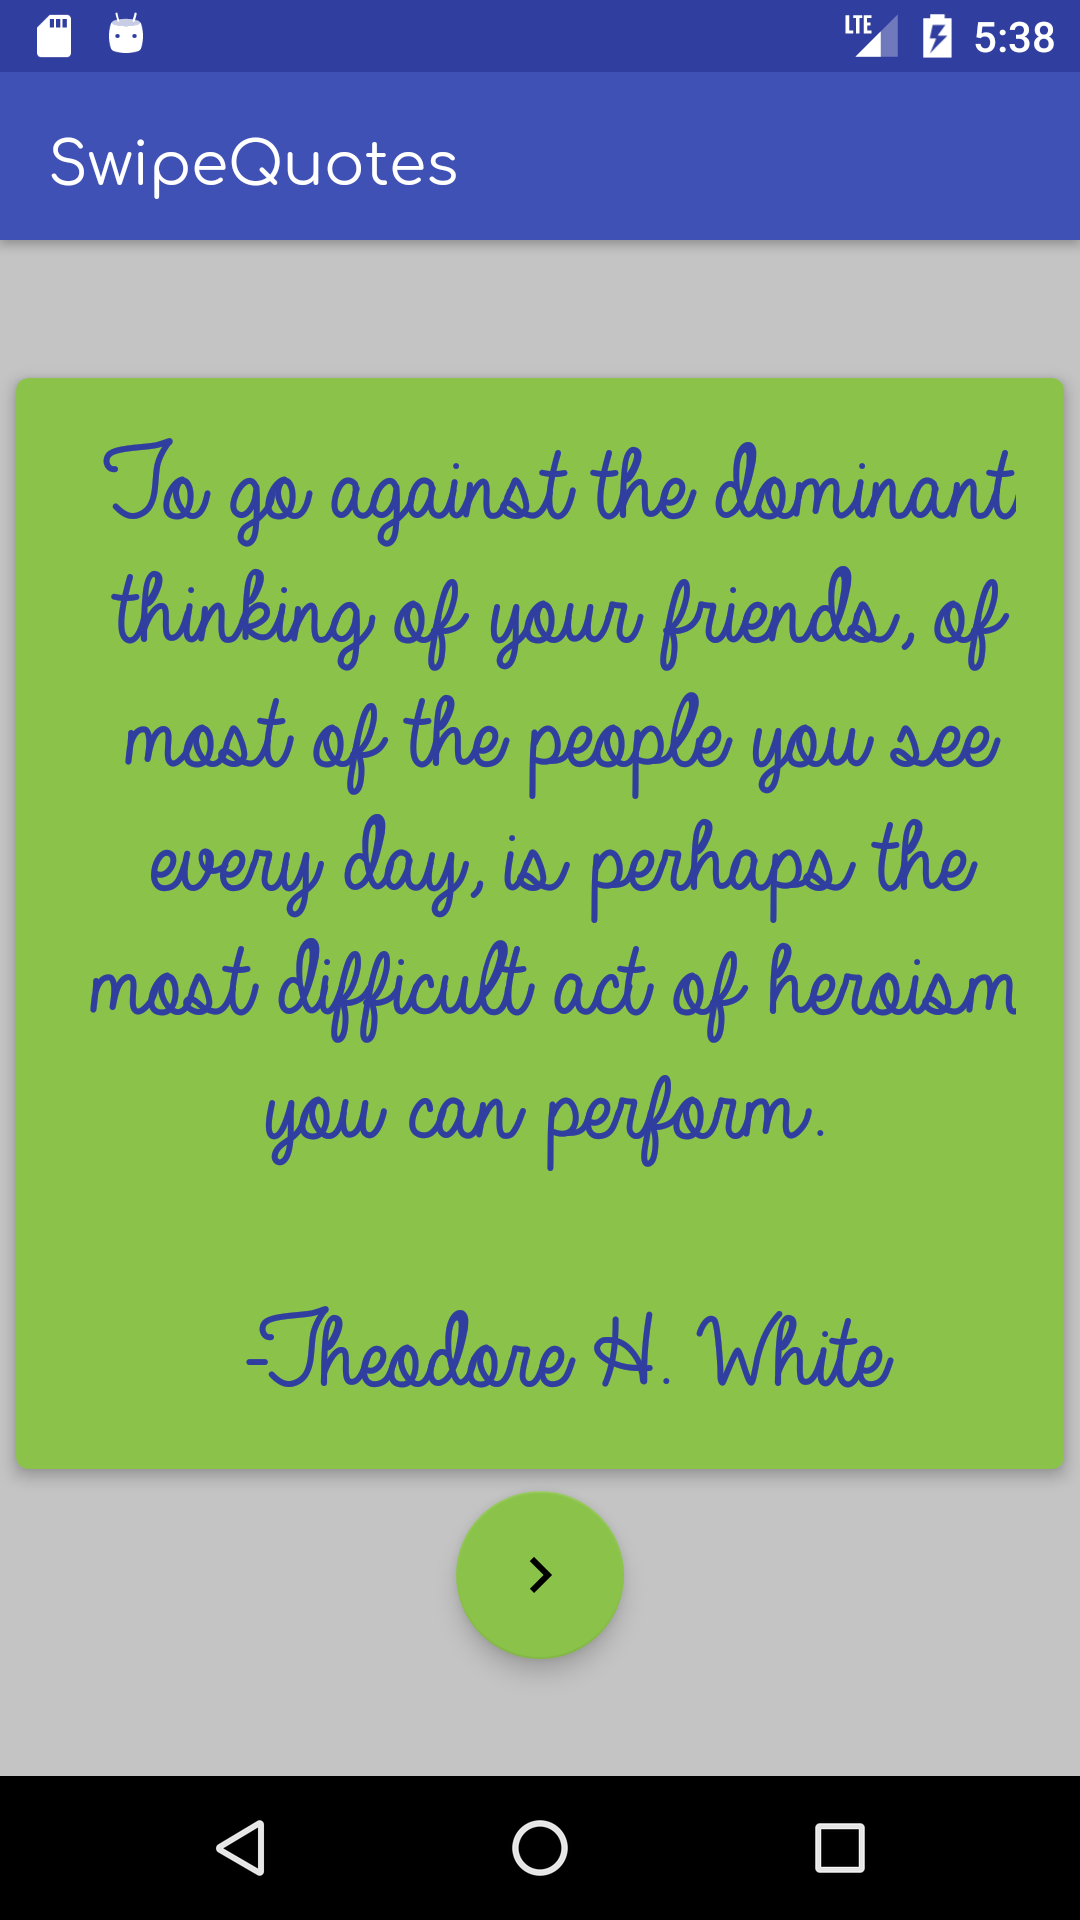 LTE 5:38
SwipeQuotes
To go against the dominant
thinking of your friends, of
most of the people you see
every day, is perhaps the
most difficult act of heroism
you can perform.
-Theodore H. White